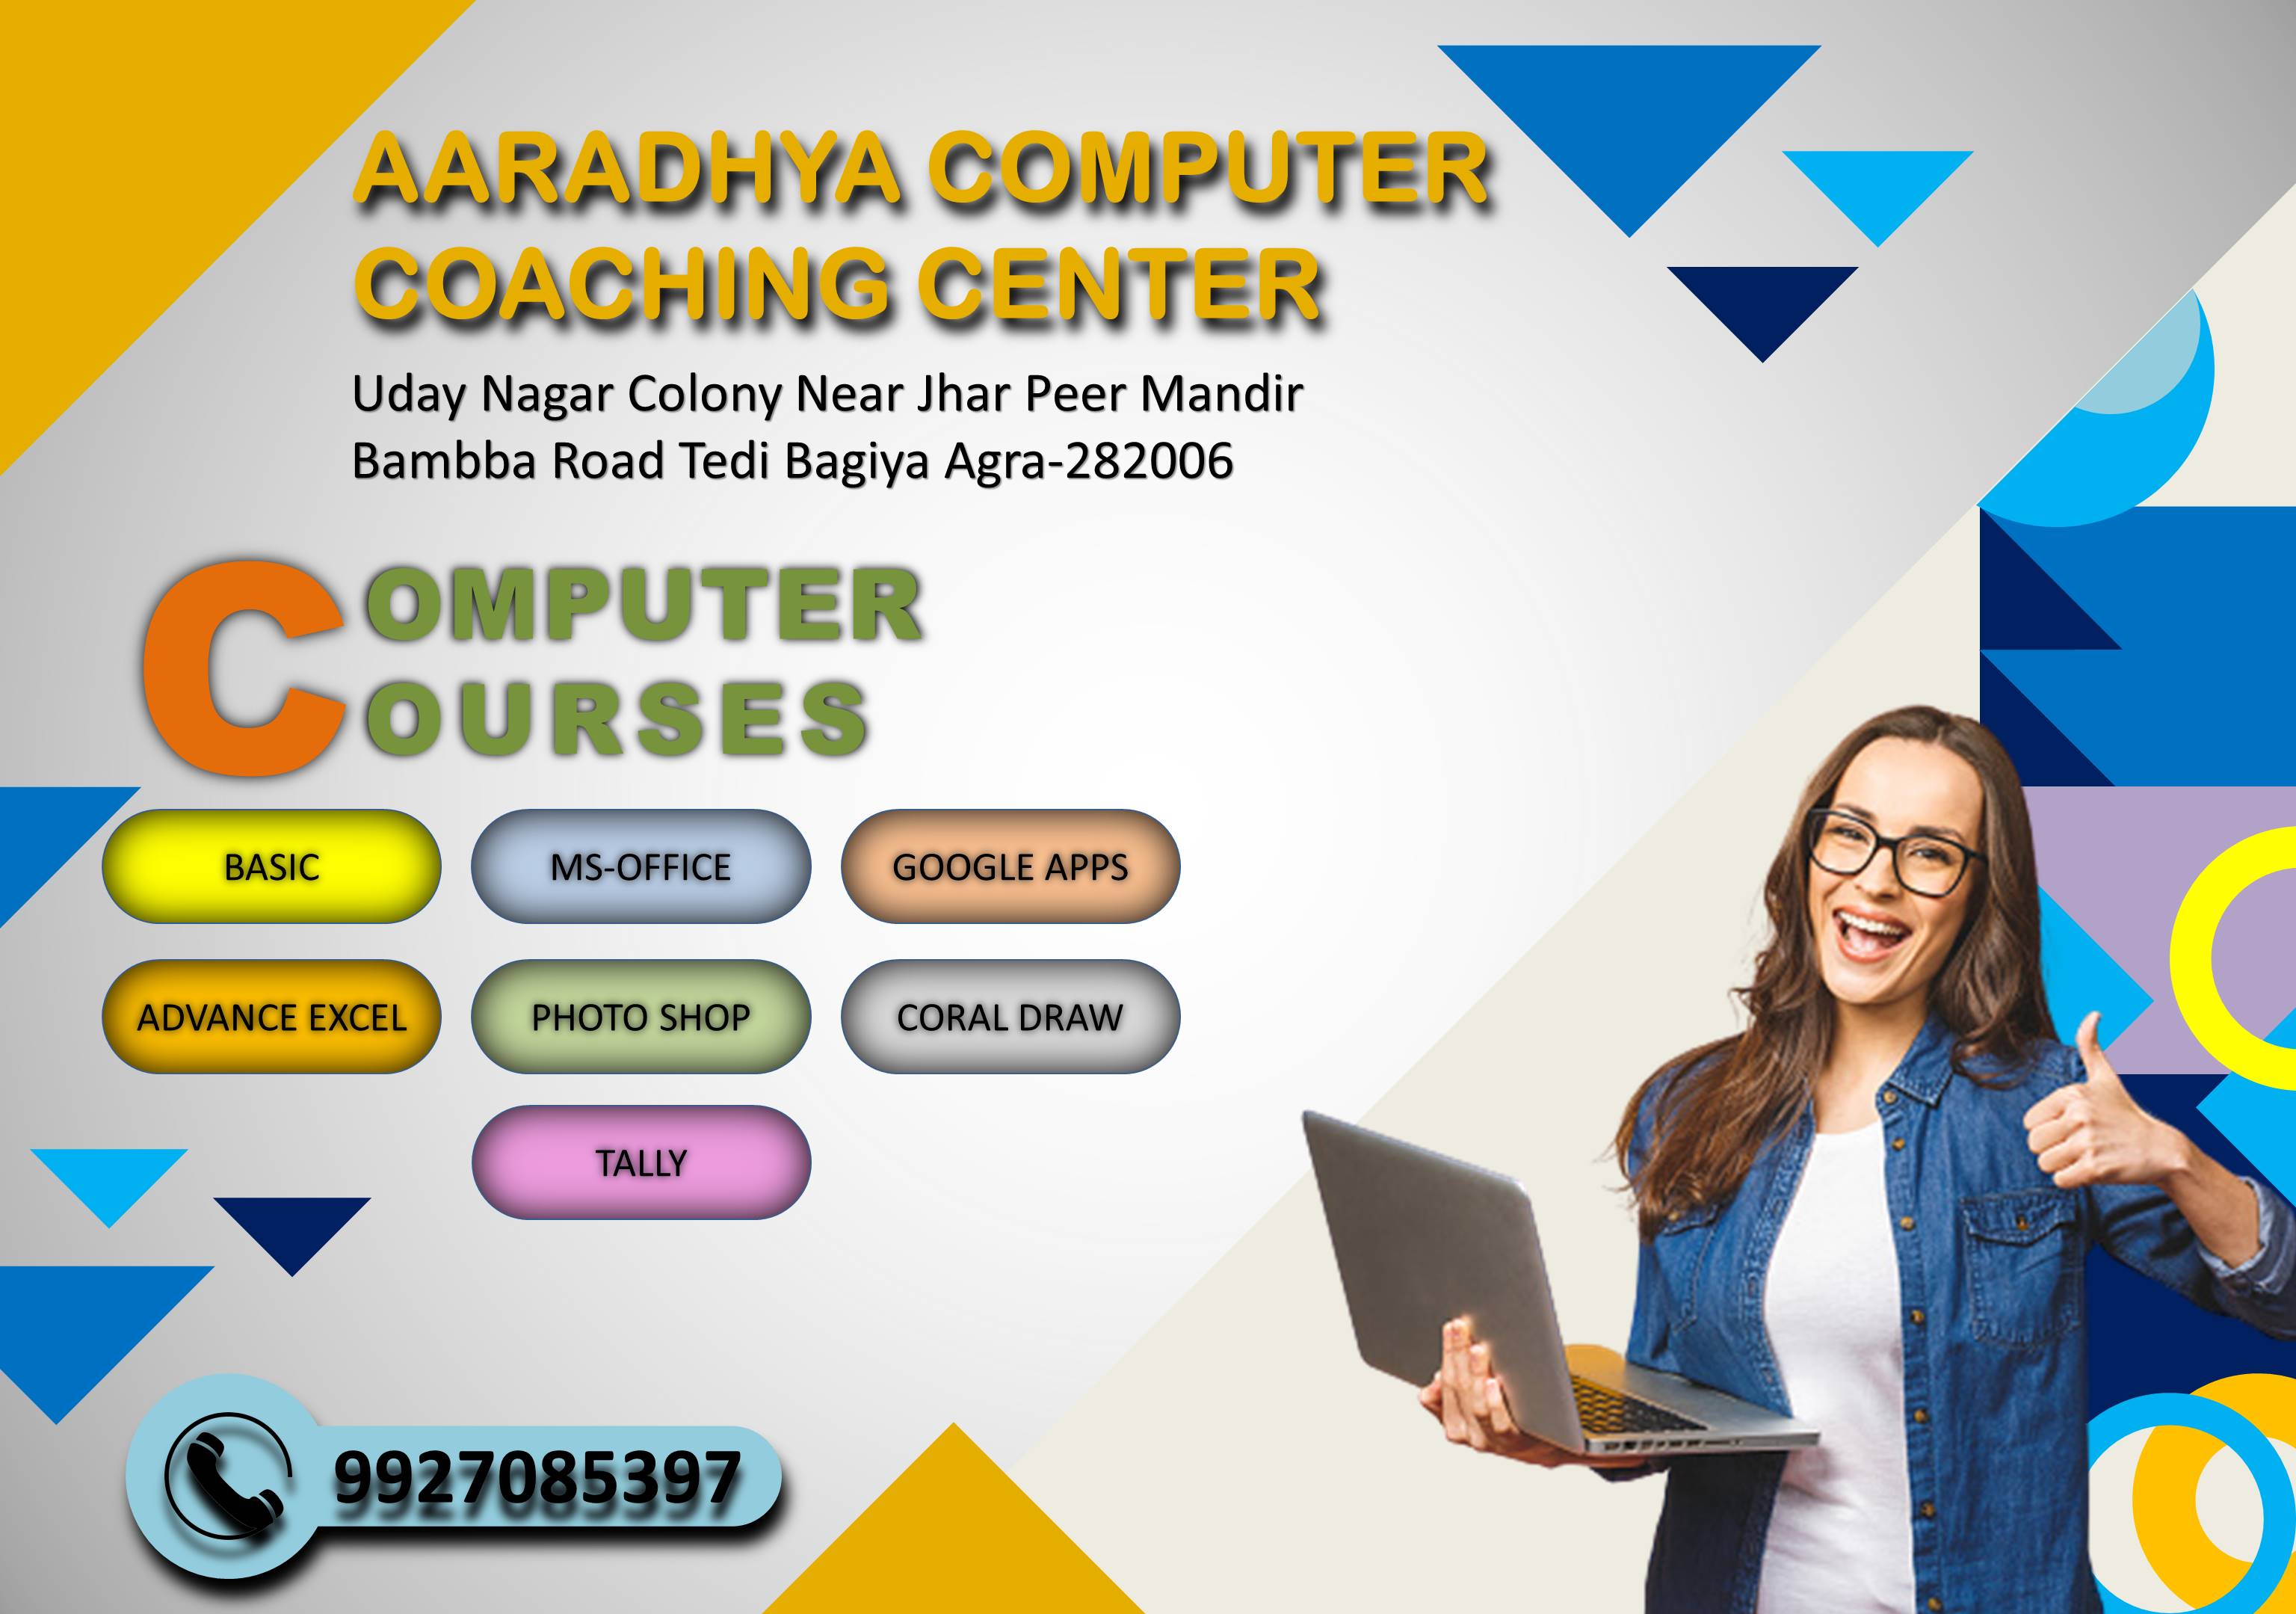 AARADHYA COMPUTER
COACHING CENTER
Uday Nagar Colony Near Jhar Peer Mandir
Bambba Road Tedi Bagiya Agra-282006
COMPUTER
COURSES
BASIC
MS-OFFICE
GOOGLE APPS
ADVANCE EXCEL
PHOTO SHOP
CORAL DRAW
TALLY
9927085397